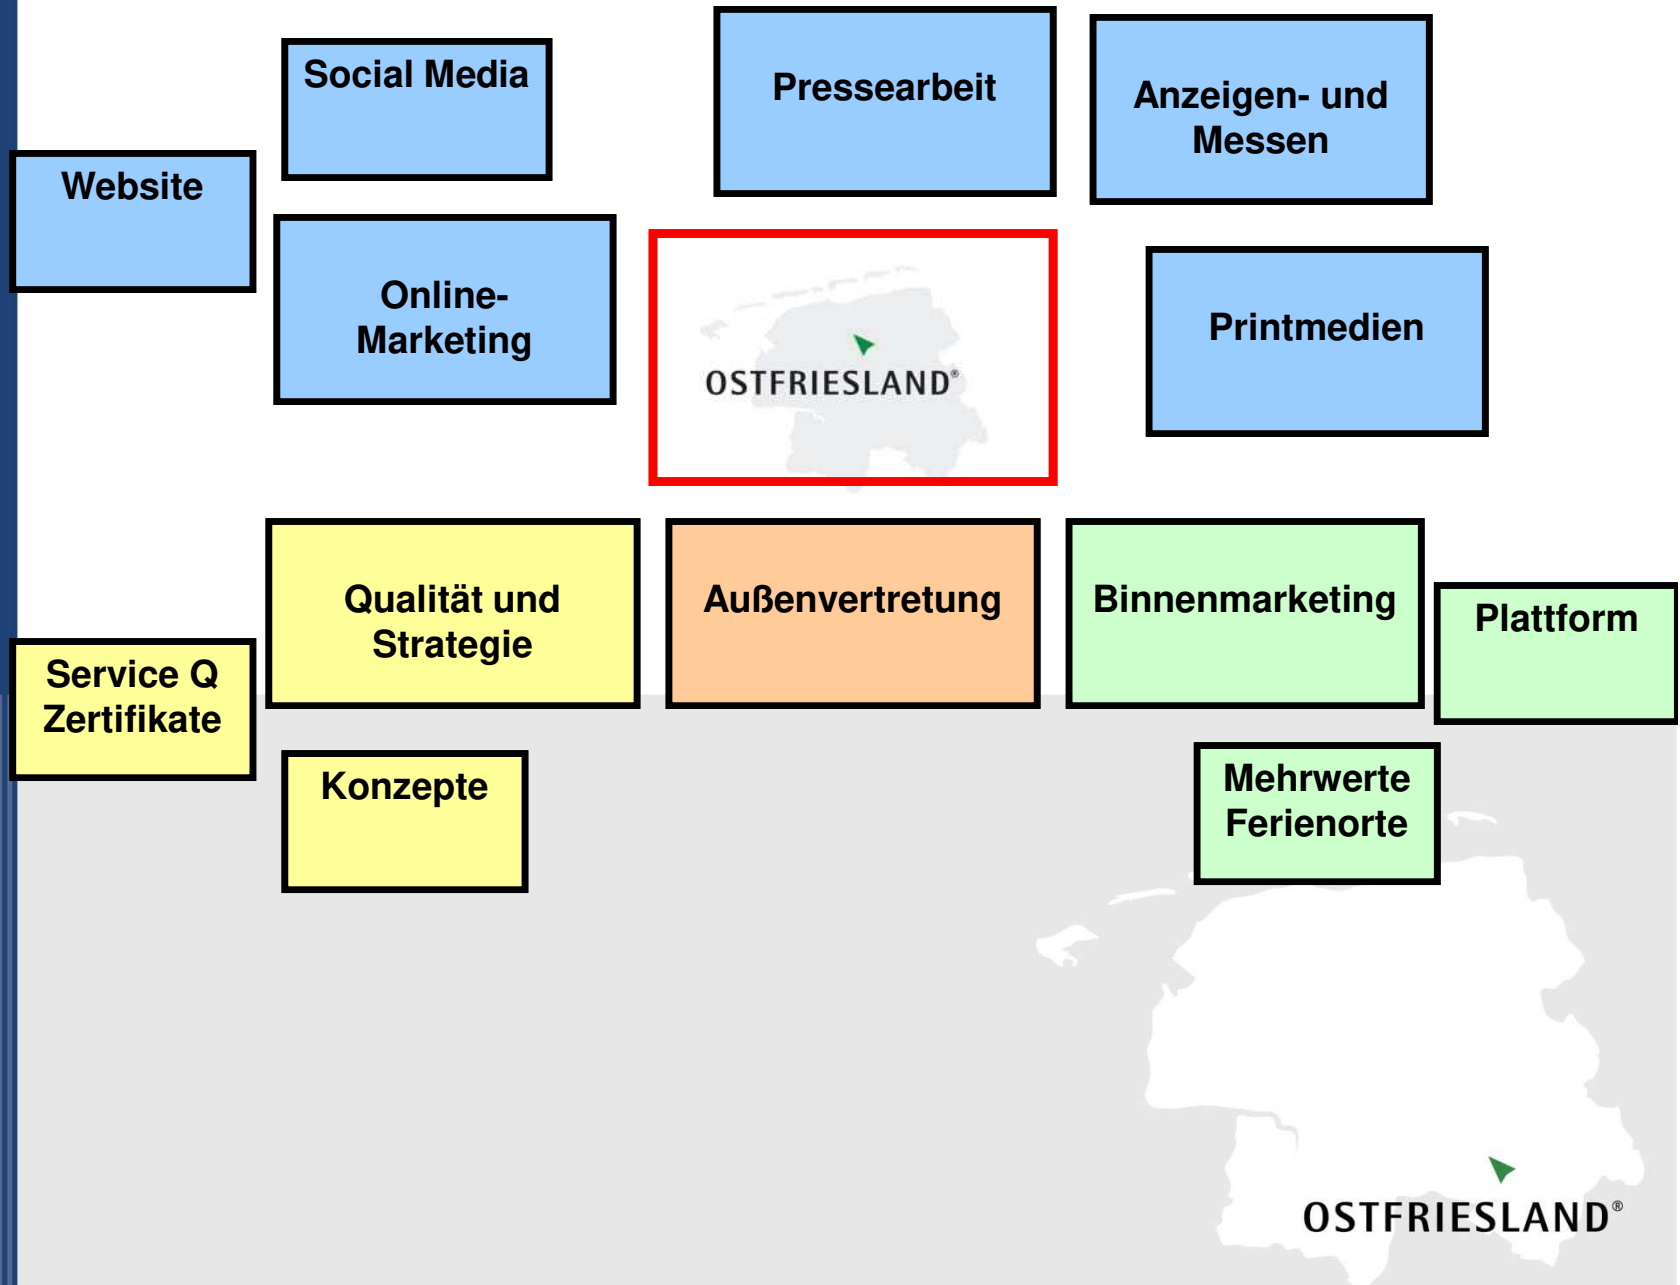 Social Media
Pressearbeit
Anzeigen- und
Messen
Website
Online-
Marketing
OSTFRIESLAND®
Printmedien
Qualität und
Strategie
Außenvertretung
Binnenmarketing
Plattform
Service Q
Zertifikate
Konzepte
Mehrwerte
Ferienorte
OSTFRIESLAND®